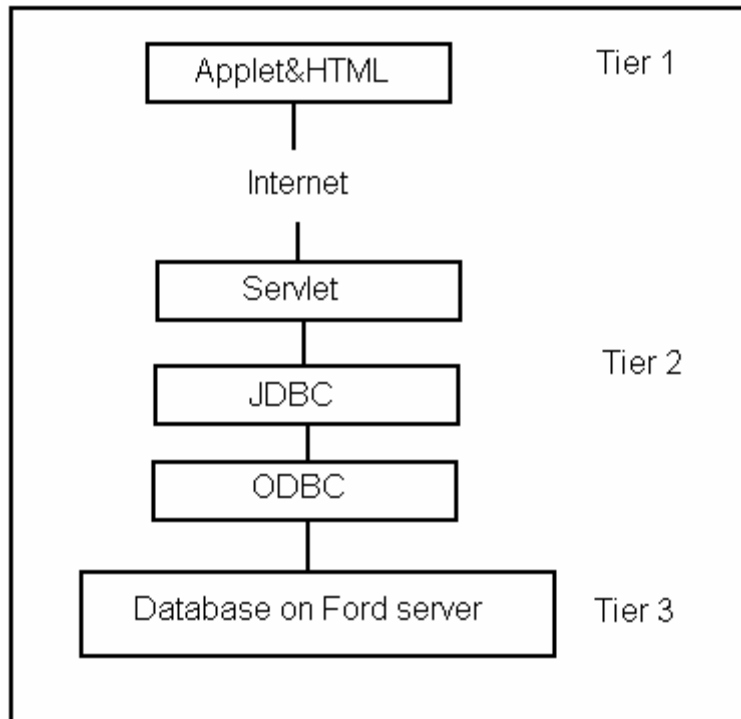 Applet&HTML
Tier 1
Internet
Servlet
Tier 2
JDBC
ODBC
Database on Ford server
Tier 3